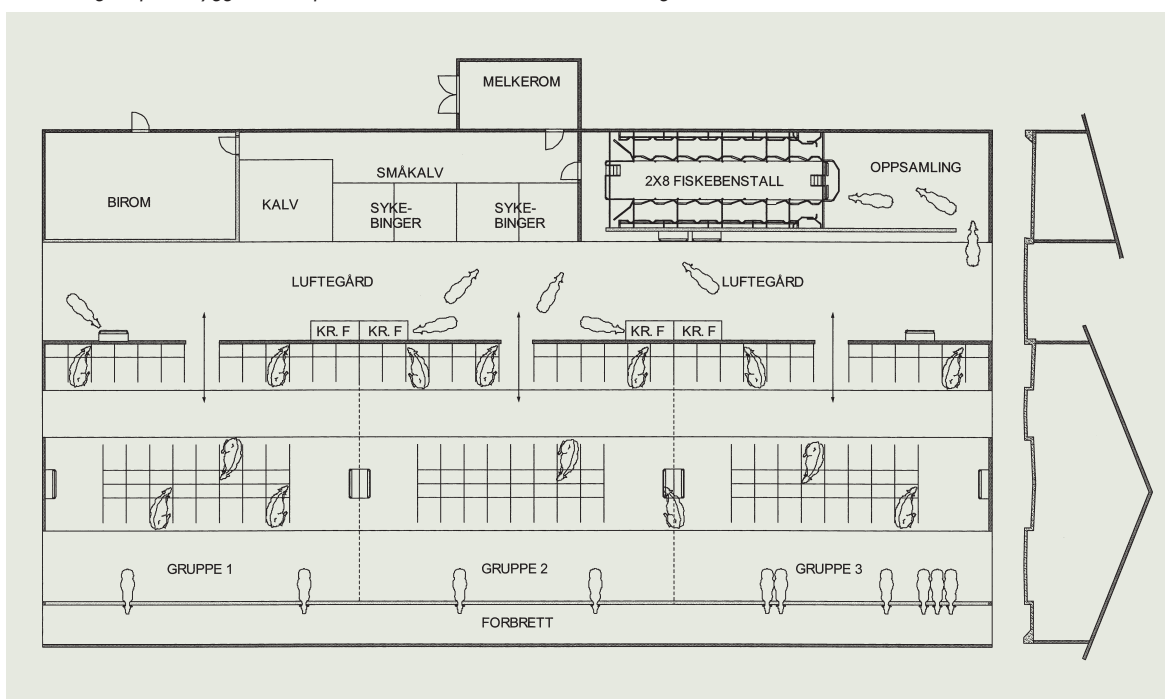 MELKEROM
SMÅKALV
OPPSAMLING
2X8 FISKEBENSTALL
BIROM
KALV
SYKE-
BINGER
SYKE-
BINGER
LUFTEGÅRD
LUFTEGÅRD
KR. F
KR. F
KR. F
KR. F
GRUPPE 1
GRUPPE 2
GRUPPE 3
FORBRETT